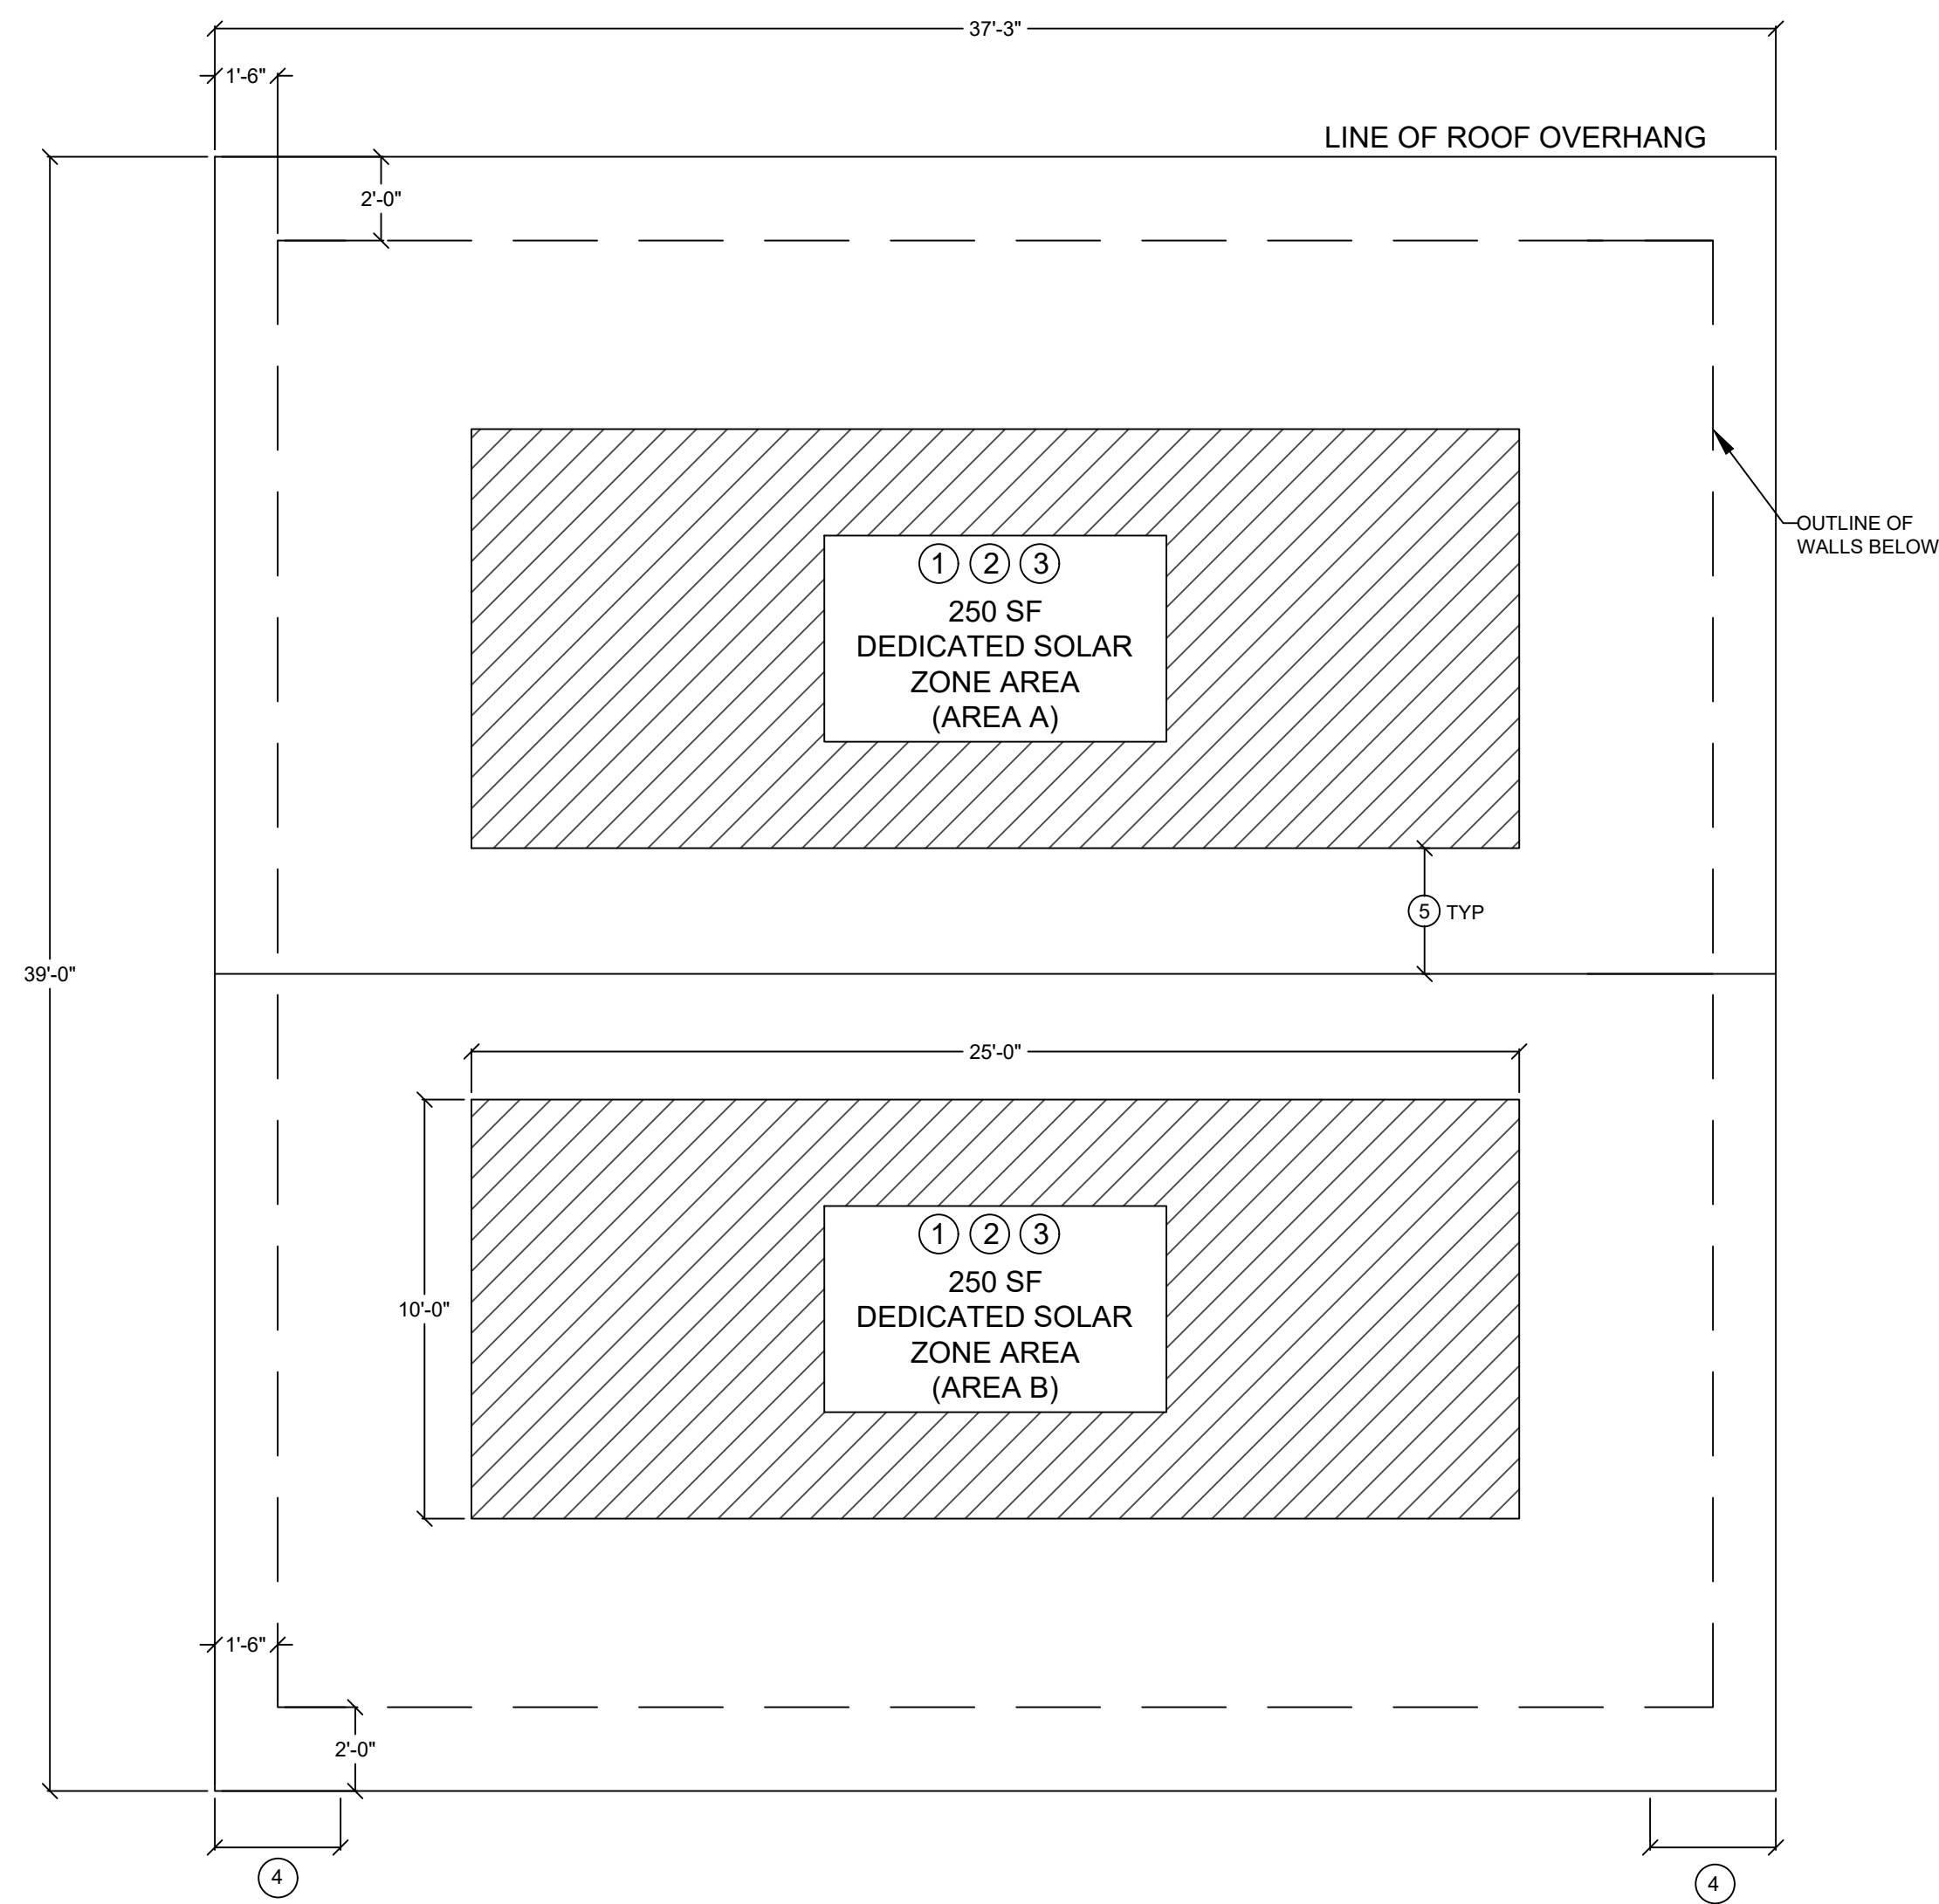 37'-3"
1'-6"
LINE OF ROOF OVERHANG
2'-0"
OUTLINE OF
WALLS BELOW
1 2 3
250 SF
DEDICATED SOLAR
ZONE AREA
(AREA A)
5 TYP
39'-0"
25'-0"
1 2 3
250 SF
DEDICATED SOLAR
ZONE AREA
(AREA B)
10'-0"
1'-6"
2'-0"
4
4